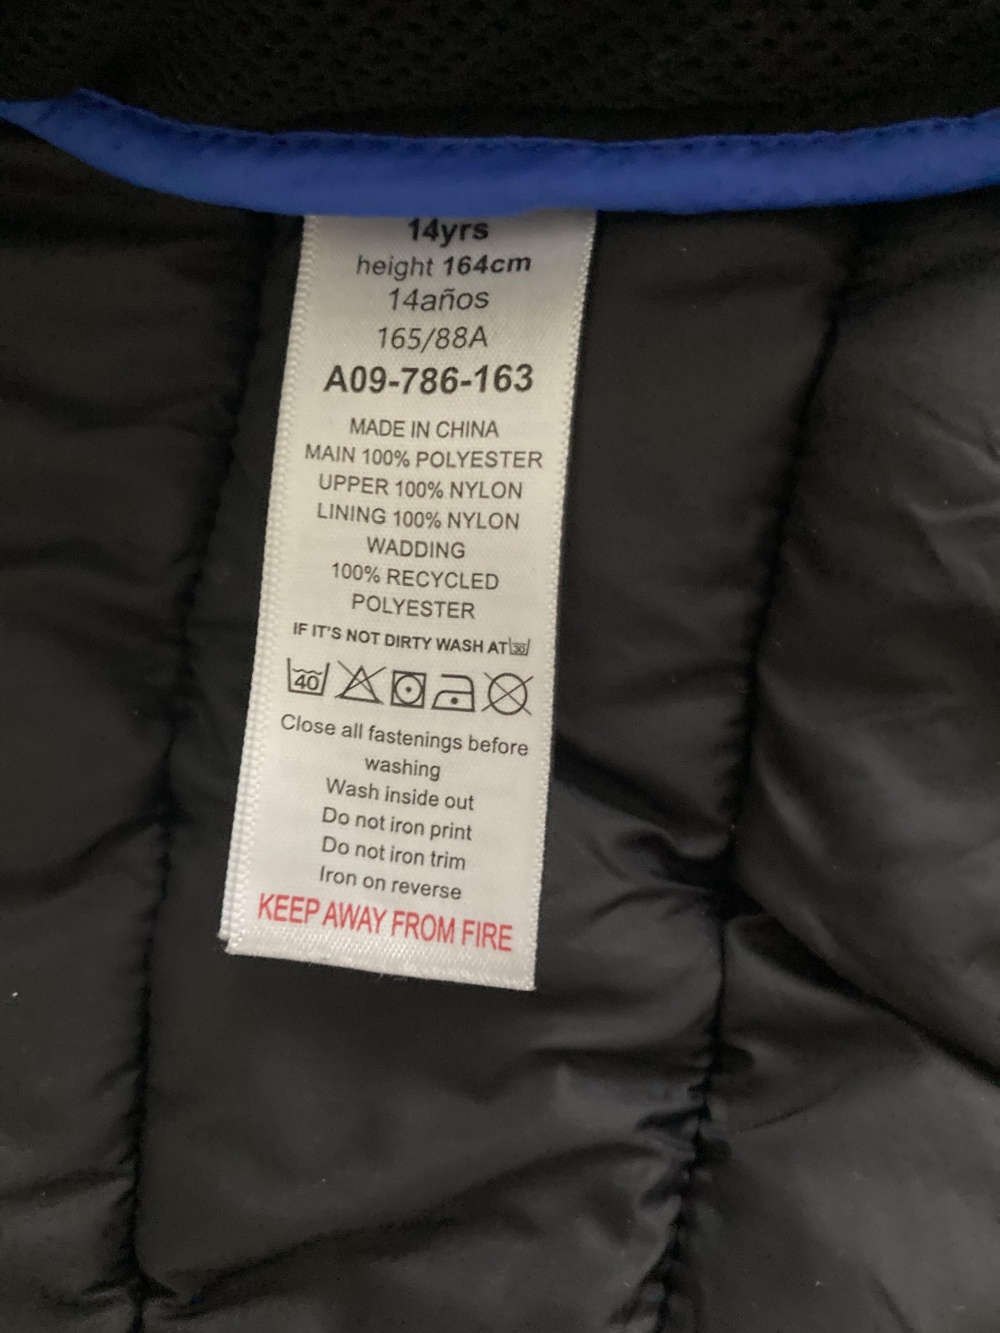 14yrs
height 164cm
14años
165/88A
A09-786-163
MADE IN CHINA
MAIN 100% POLYESTER
UPPER 100% NYLON
LINING 100% NYLON
WADDING
100% RECYCLED
POLYESTER
IF IT'S NOT DIRTY WASH AT 30
40
Close all fastenings before
washing
Wash inside out
Do not iron print
Do not iron trim
Iron on reverse
KEEP AWAY FROM FIRE